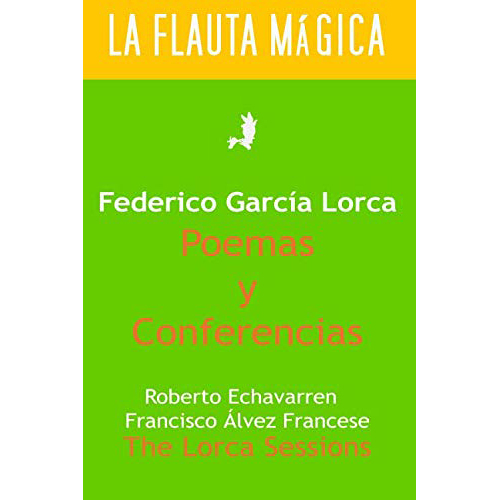 LA FLAUTA MÁGICA
Federico García Lorca
Poemas
y
Conferencias
Roberto Echavarren
Francisco Álvez Francese
The Lorca Sessions